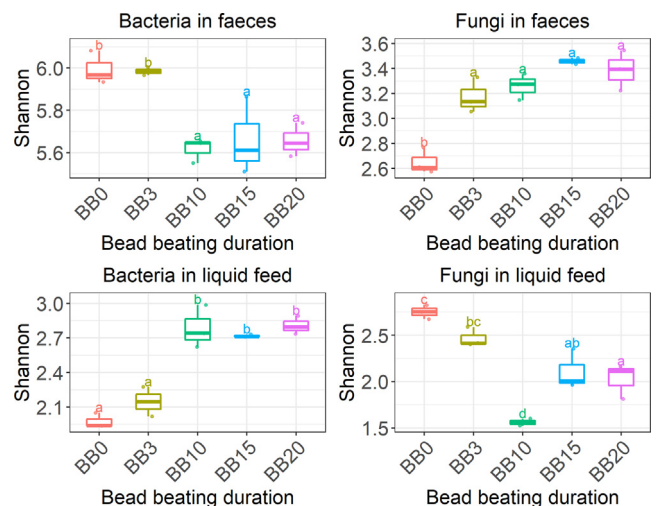 Bacteria in faeces
Shannon
6.0
5.6
b
b
a
a
a
BB0 BB3 BB10 BB15 BB20
Bead beating duration
Fungi in faeces
Shannon
3.6
3.4
3.2
3.0
2.8
2.6
b
a
a
a
a
BB0 BB3 BB10 BB15 BB20
Bead beating duration
Bacteria in liquid feed
Shannon
3.0
2.7
2.4
2.1
a
a
b
b
b
BB0 BB3 BB10 BB15 BB20
Bead beating duration
Fungi in liquid feed
Shannon
2.5
2.0
1.5
c
bc
d
ab
a
BB0 BB3 BB10 BB15 BB20
Bead beating duration